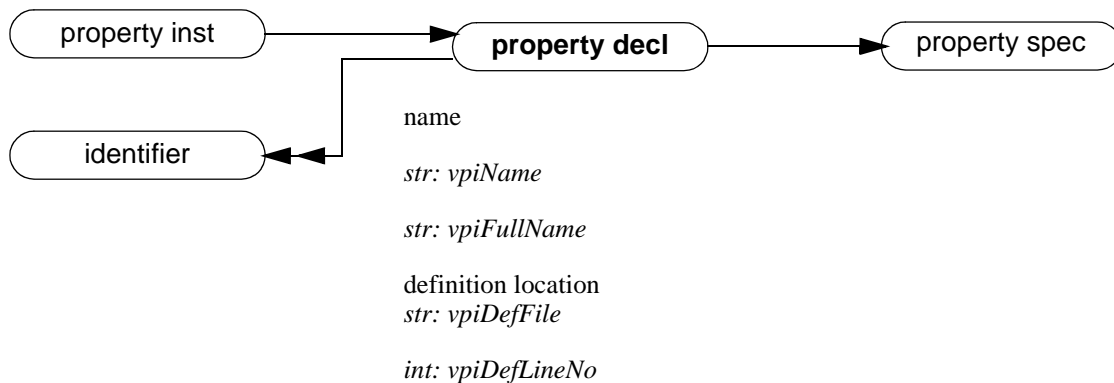 property inst
property decl
property spec
identifier
name
str: vpiName
str: vpiFullName
definition location
str: vpiDefFile
int: vpiDefLineNo